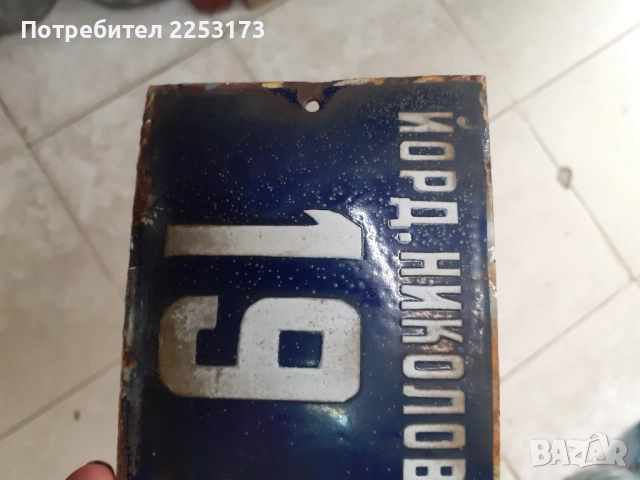 Потребител 2253173
ЙОРД. НИКОЛОВ
19
BAZAR